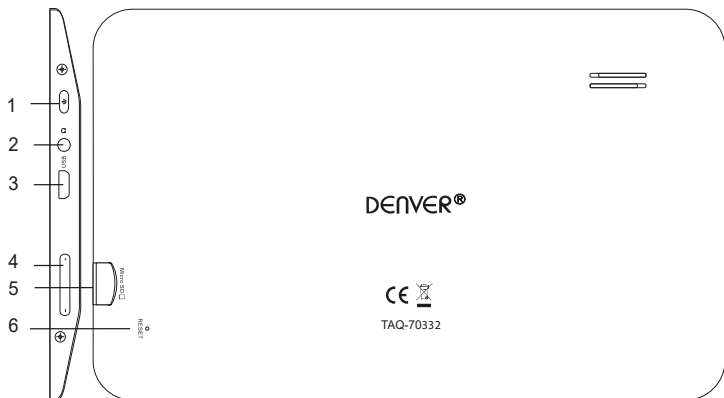 1
2
3
4
5
6
USB
+
−
Micro SD
RESET
DENVER®
CE
TAQ-70332